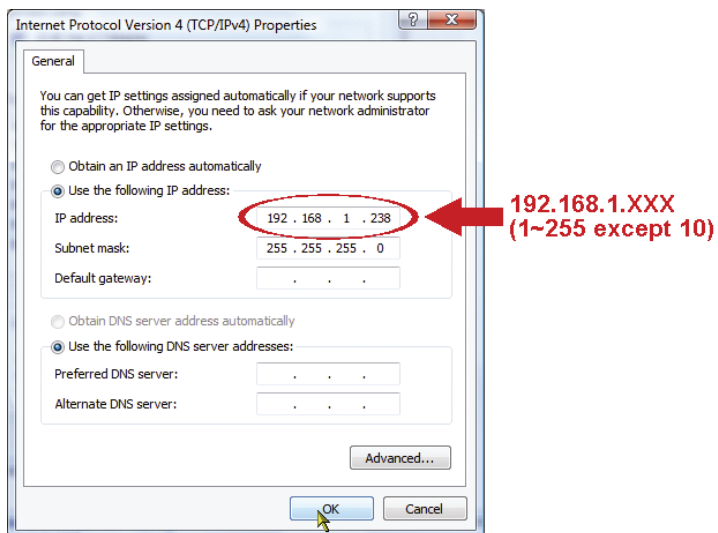 Internet Protocol Version 4 (TCP/IPv4) Properties
General
You can get IP settings assigned automatically if your network supports
this capability. Otherwise, you need to ask your network administrator
for the appropriate IP settings.
Obtain an IP address automatically
Use the following IP address:
IP address: 192 . 168 . 1 . 238
Subnet mask: 255 . 255 . 255 . 0
Default gateway: . . .
192.168.1.XXX
(1~255 except 10)
Obtain DNS server address automatically
Use the following DNS server addresses:
Preferred DNS server: . . .
Alternate DNS server: . . .
Advanced...
OK Cancel